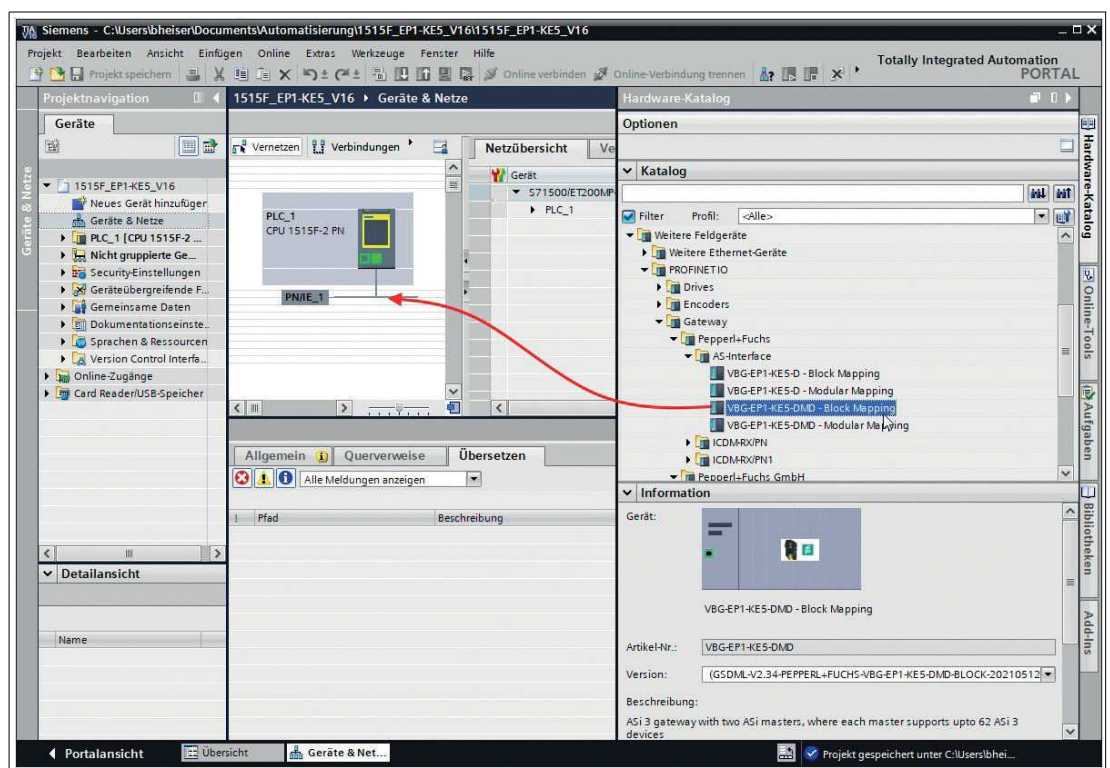 Siemens - C:\Users\bheiser\Documents\Automatisierung\1515F_EP1-KE5_V16\1515F_EP1-KE5_V16
Projekt Bearbeiten Ansicht Einfügen Online Extras Werkzeuge Fenster Hilfe
Projekt speichern
Online verbinden
Online-Verbindung trennen
Totally Integrated Automation
PORTAL
Projektnavigation
Geräte
Geräte & Netze
1515F_EP1-KE5_V16
Neues Gerät hinzufügen
Geräte & Netze
PLC_1 [CPU 1515F-2 ...
Nicht gruppierte Ge...
Security-Einstellungen
Geräteübergreifende F...
Gemeinsame Daten
Dokumentationseinste...
Sprachen & Ressourcen
Version Control Interfa...
Online-Zugänge
Card Reader/USB-Speicher
Detailansicht
Name
1515F_EP1-KE5_V16 Geräte & Netze
Vernetzen Verbindungen
PLC_1
CPU 1515F-2 PN
PN/IE_1
Netzübersicht Ve
Gerät
S71500/ET200MP-
PLC_1
Allgemein Querverweise Übersetzen
Alle Meldungen anzeigen
! Pfad Beschreibung
Hardware-Katalog
Optionen
Katalog
Filter Profil: <Alle>
Weitere Feldgeräte
Weitere Ethernet-Geräte
PROFINET IO
Drives
Encoders
Gateway
Pepperl+Fuchs
AS-Interface
VBG-EP1-KE5-D - Block Mapping
VBG-EP1-KE5-D - Modular Mapping
VBG-EP1-KE5-DMD - Block Mapping
VBG-EP1-KE5-DMD - Modular Mapping
ICDM-RX/PN
ICDM-RX/PN1
Pepperl+Fuchs GmbH
Information
Gerät:
VBG-EP1-KE5-DMD - Block Mapping
Artikel-Nr.: VBG-EP1-KE5-DMD
Version: (GSDML-V2.34-PEPPERL+FUCHS-VBG-EP1-KE5-DMD-BLOCK-20210512
Beschreibung:
ASi 3 gateway with two ASi masters, where each master supports upto 62 ASi 3
devices
Hardware-Katalog
Online-Tools
Aufgaben
Bibliotheken
Add-Ins
Portalansicht Übersicht Geräte & Net...
Projekt gespeichert unter C:\Users\bhei...